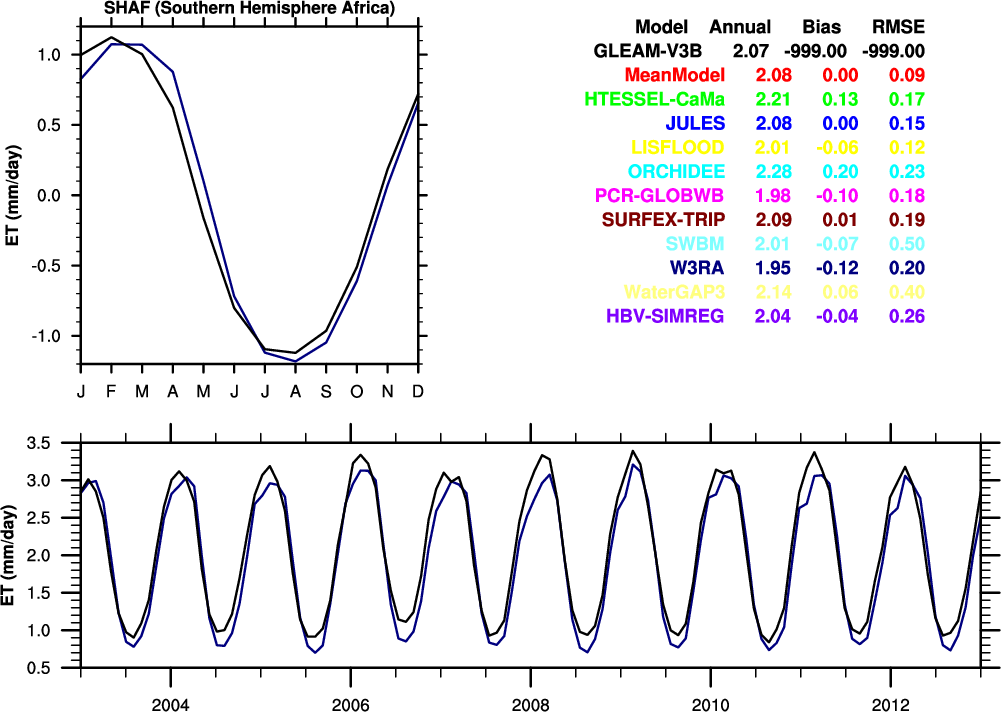 SHAF (Southern Hemisphere Africa)
1.0
0.5
0.0
-0.5
-1.0
ET (mm/day)
J F M A M J J A S O N D
Model Annual Bias RMSE
GLEAM-V3B 2.07 -999.00 -999.00
MeanModel 2.08 0.00 0.09
HTESSEL-CaMa 2.21 0.13 0.17
JULES 2.08 0.00 0.15
LISFLOOD 2.01 -0.06 0.12
ORCHIDEE 2.28 0.20 0.23
PCR-GLOBWB 1.98 -0.10 0.18
SURFEX-TRIP 2.09 0.01 0.19
SWBM 2.01 -0.07 0.50
W3RA 1.95 -0.12 0.20
WaterGAP3 2.14 0.06 0.40
HBV-SIMREG 2.04 -0.04 0.26
3.5
3.0
2.5
2.0
1.5
1.0
0.5
ET (mm/day)
2004 2006 2008 2010 2012